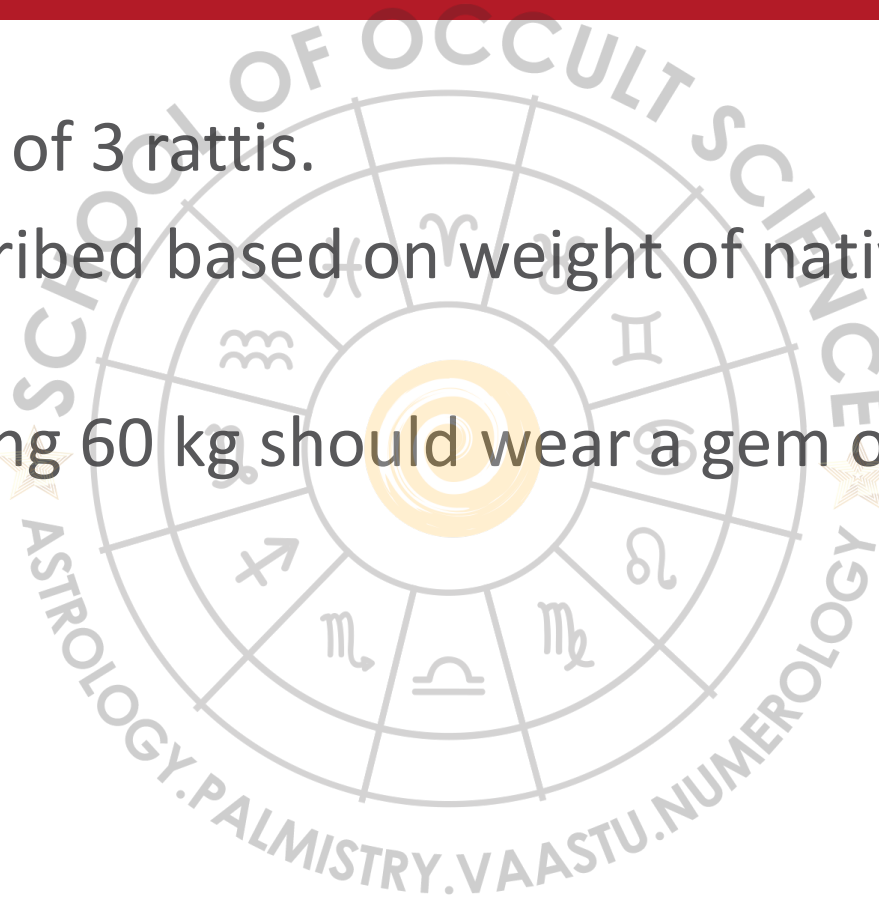 SCHOOL OF OCCULT SCIENCE
of 3 rattis.
ribed based on weight of nati
ng 60 kg should wear a gem o
ASTROLOGY.PALMISTRY.VAASTU.NUMEROLOGY